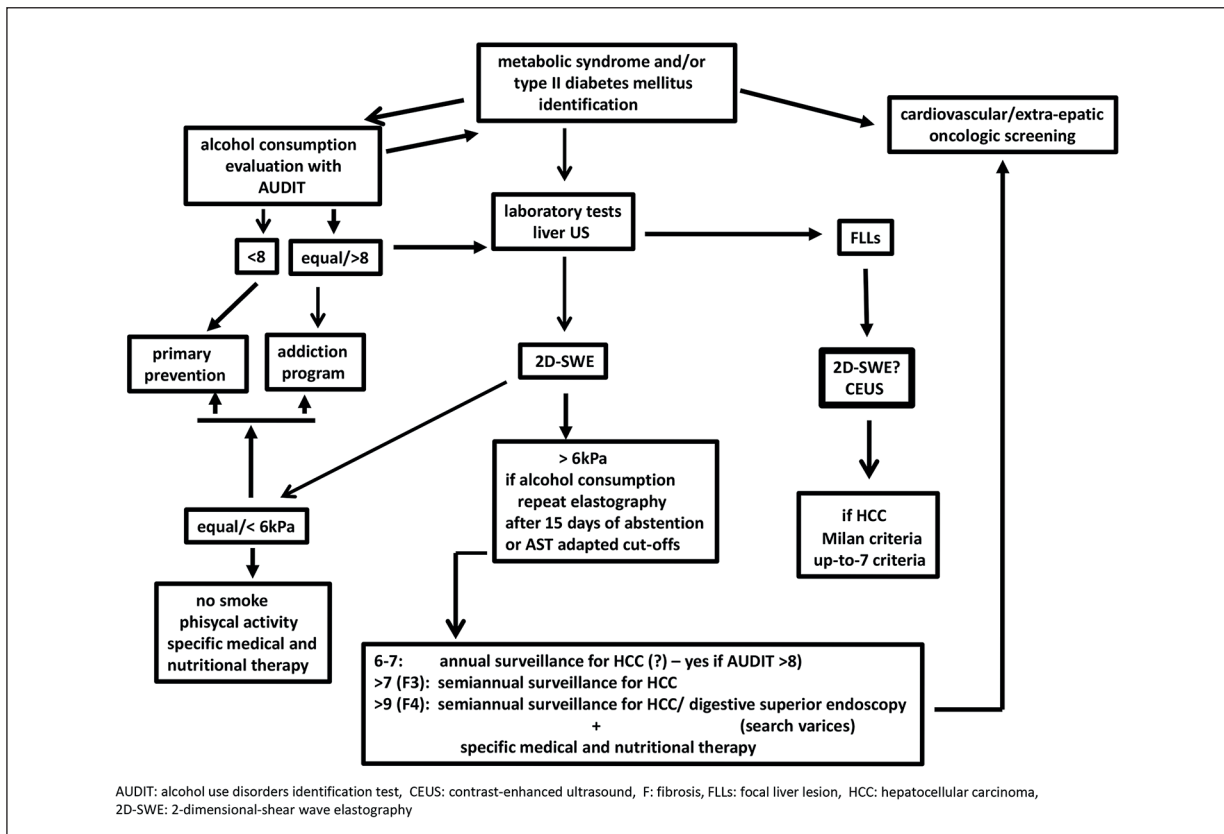 metabolic syndrome and/or
type II diabetes mellitus
identification
cardiovascular/extra-epatic
oncologic screening
alcohol consumption
evaluation with
AUDIT
laboratory tests
liver US
FLLs
<8
equal/>8
primary
prevention
addiction
program
2D-SWE
2D-SWE?
CEUS
> 6kPa
if alcohol consumption
repeat elastography
after 15 days of abstention
or AST adapted cut-offs
if HCC
Milan criteria
up-to-7 criteria
equal/< 6kPa
no smoke
phisycal activity
specific medical and
nutritional therapy
6-7: annual surveillance for HCC (?) – yes if AUDIT >8)
>7 (F3): semiannual surveillance for HCC
>9 (F4): semiannual surveillance for HCC/ digestive superior endoscopy
+ (search varices)
specific medical and nutritional therapy
AUDIT: alcohol use disorders identification test, CEUS: contrast-enhanced ultrasound, F: fibrosis, FLLs: focal liver lesion, HCC: hepatocellular carcinoma,
2D-SWE: 2-dimensional-shear wave elastography